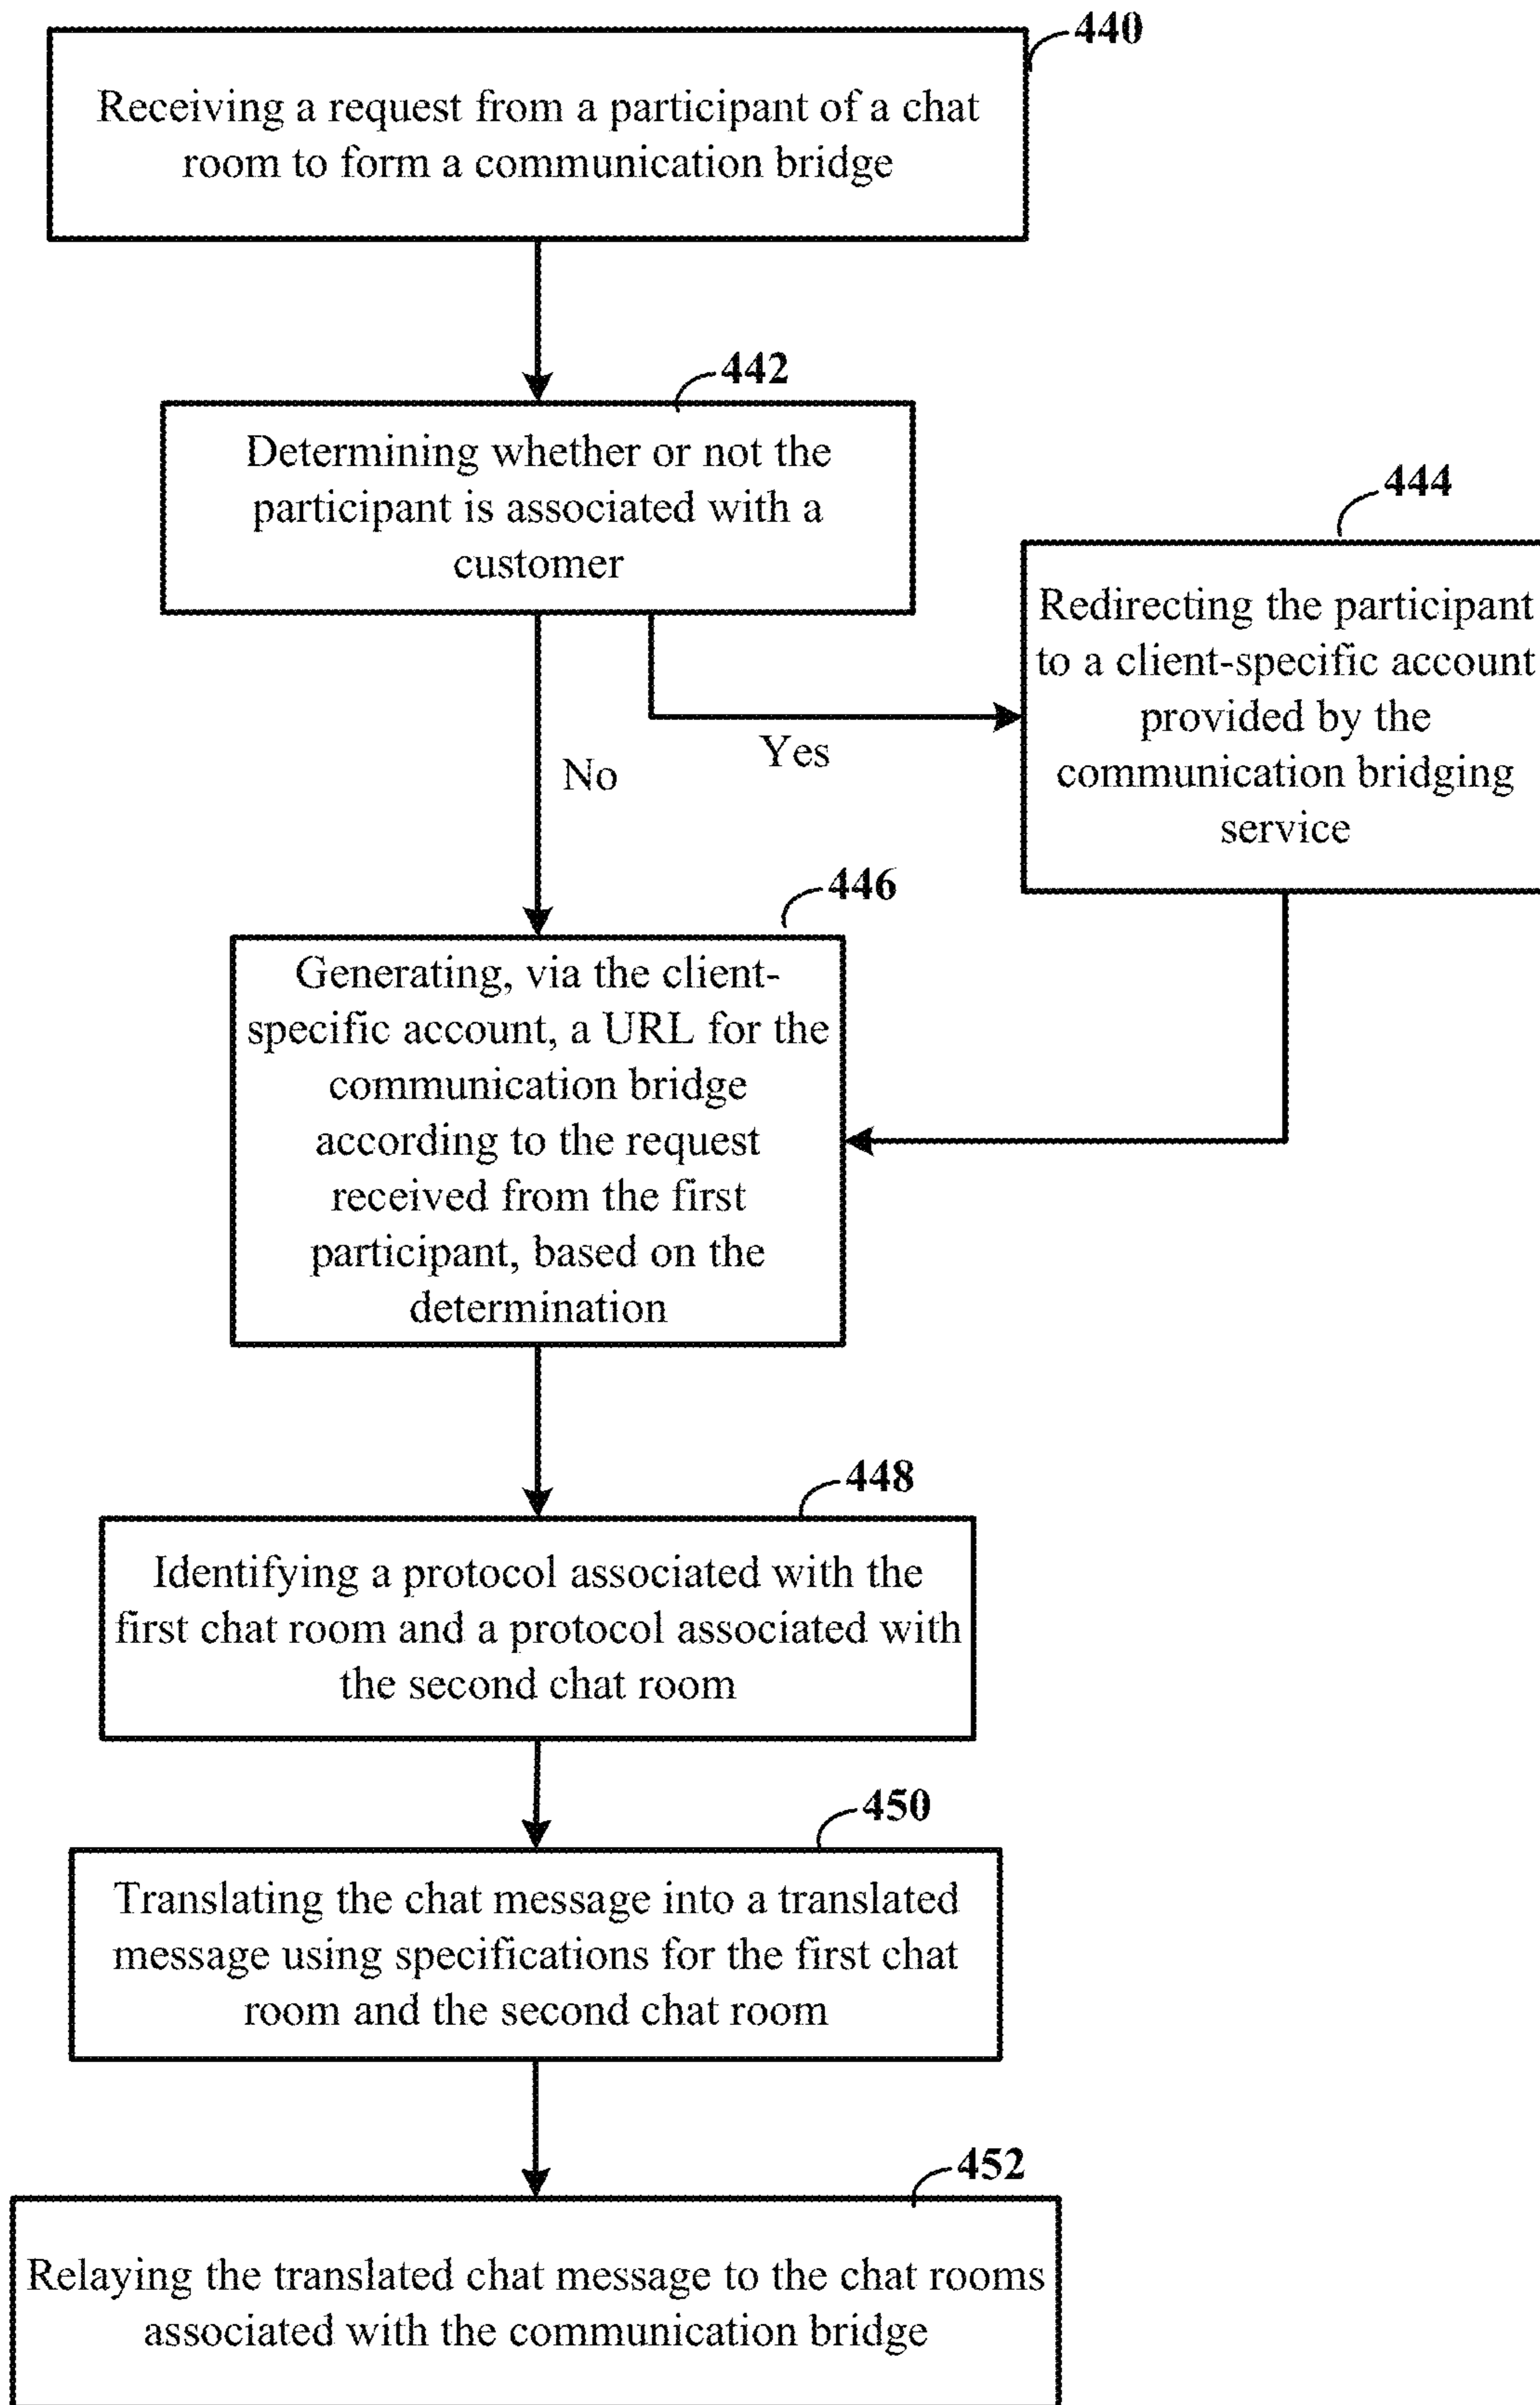 440
Receiving a request from a participant of a chat
room to form a communication bridge
442
Determining whether or not the
participant is associated with a
customer
444
Redirecting the participant
to a client-specific account
provided by the
communication bridging
service
Yes
No
446
Generating, via the client-
specific account, a URL for the
communication bridge
according to the request
received from the first
participant, based on the
determination
448
Identifying a protocol associated with the
first chat room and a protocol associated with
the second chat room
450
Translating the chat message into a translated
message using specifications for the first chat
room and the second chat room
452
Relaying the translated chat message to the chat rooms
associated with the communication bridge